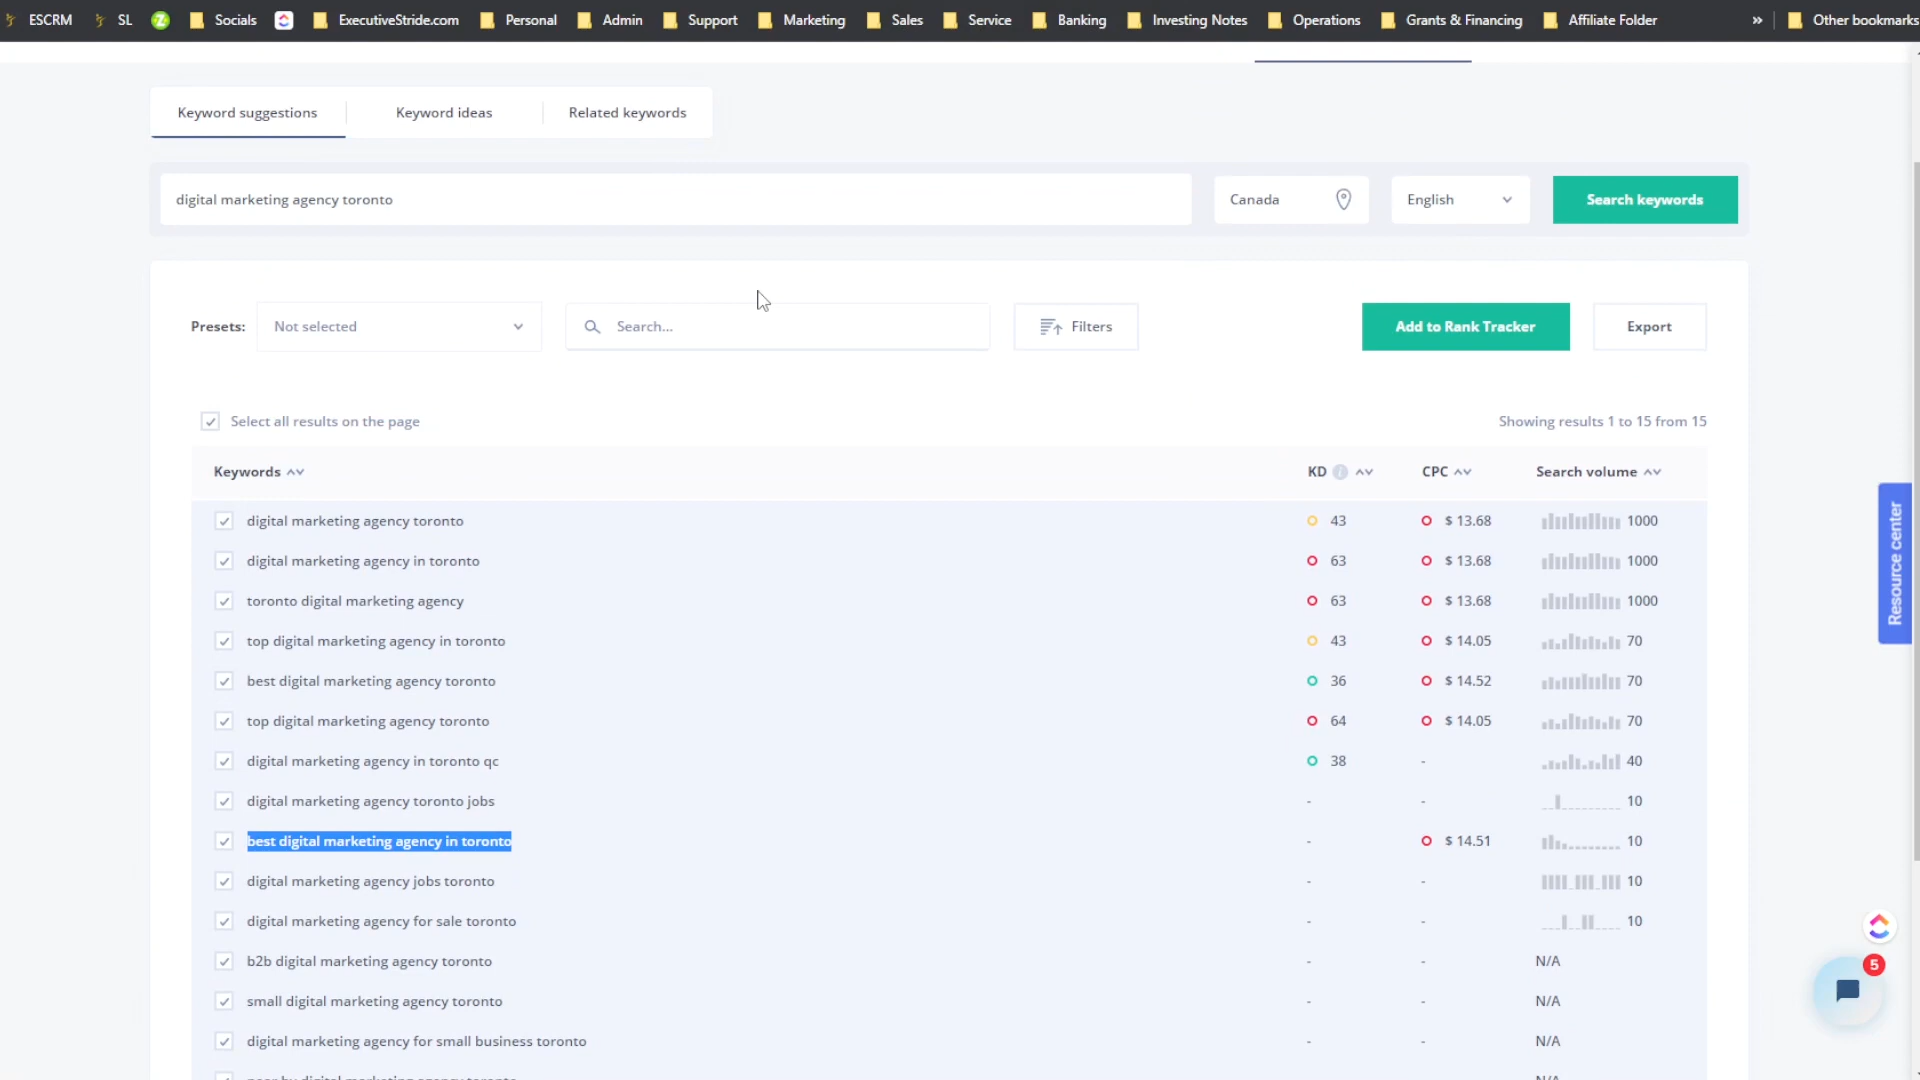 ESCRM SL Socials ExecutiveStride.com Personal Admin Support Marketing Sales Service Banking Investing Notes Operations Grants & Financing Affiliate Folder » Other bookmarks
Keyword suggestions Keyword ideas Related keywords
digital marketing agency toronto Canada English Search keywords
Presets: Not selected Search... Filters Add to Rank Tracker Export
Select all results on the page Showing results 1 to 15 from 15
Keywords KD CPC Search volume
digital marketing agency toronto 43 $ 13.68 1000
digital marketing agency in toronto 63 $ 13.68 1000
toronto digital marketing agency 63 $ 13.68 1000
top digital marketing agency in toronto 43 $ 14.05 70
best digital marketing agency toronto 36 $ 14.52 70
top digital marketing agency toronto 64 $ 14.05 70
digital marketing agency in toronto qc 38 - 40
digital marketing agency toronto jobs - - 10
best digital marketing agency in toronto - $ 14.51 10
digital marketing agency jobs toronto - - 10
digital marketing agency for sale toronto - - 10
b2b digital marketing agency toronto - - N/A
small digital marketing agency toronto - - N/A
digital marketing agency for small business toronto - - N/A
Resource center
5